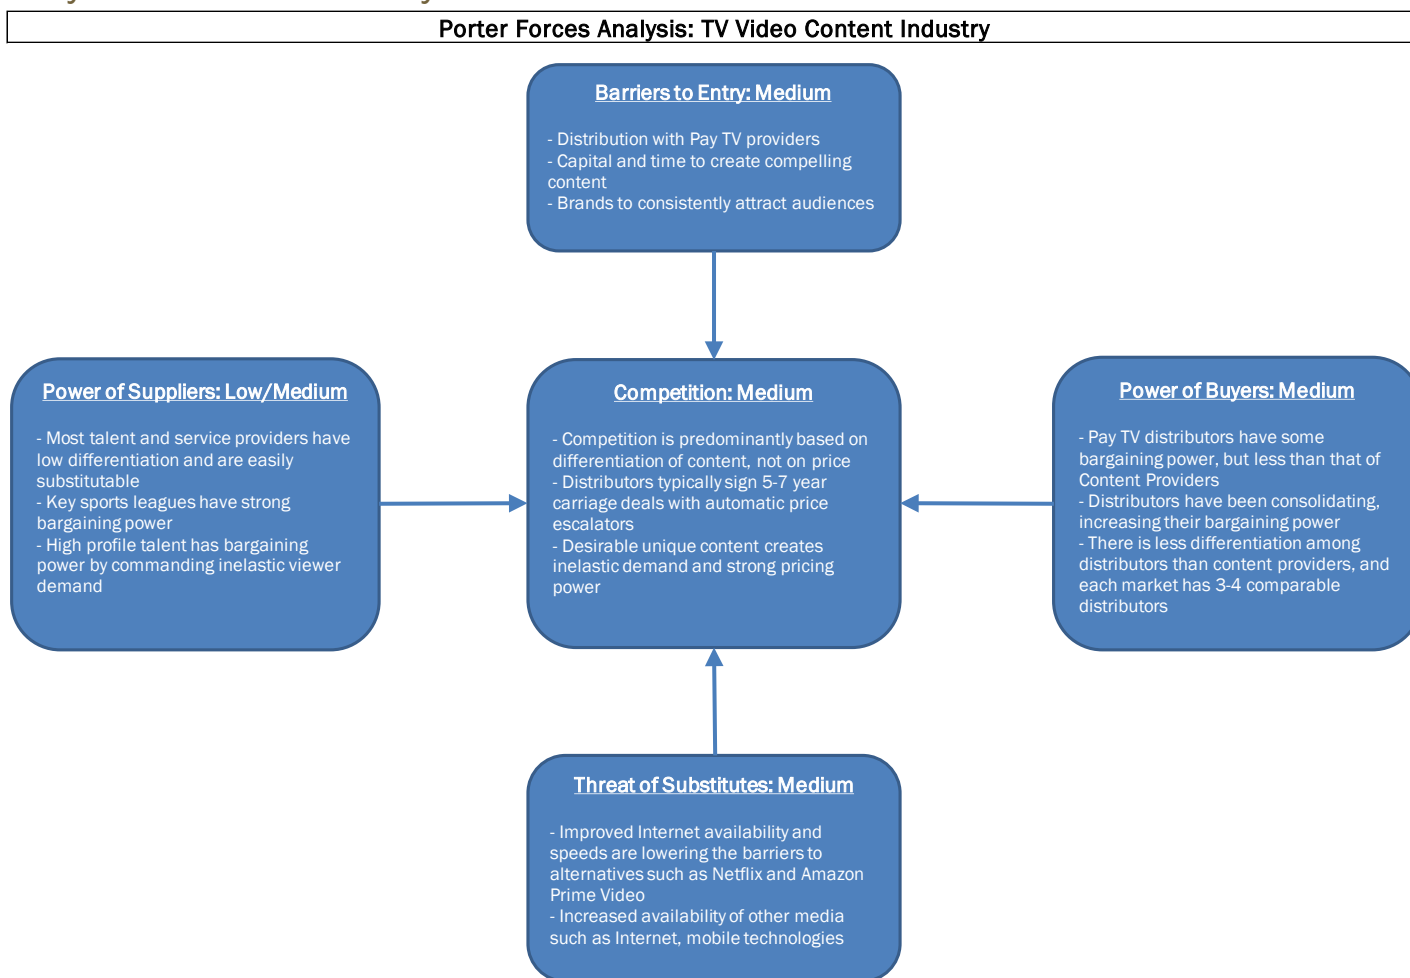 Porter Forces Analysis: TV Video Content Industry
Barriers to Entry: Medium
- Distribution with Pay TV providers
- Capital and time to create compelling
content
- Brands to consistently attract audiences
Power of Suppliers: Low/Medium
- Most talent and service providers have
low differentiation and are easily
substitutable
- Key sports leagues have strong
bargaining power
- High profile talent has bargaining
power by commanding inelastic viewer
demand
Competition: Medium
- Competition is predominantly based on
differentiation of content, not on price
- Distributors typically sign 5-7 year
carriage deals with automatic price
escalators
- Desirable unique content creates
inelastic demand and strong pricing
power
Power of Buyers: Medium
- Pay TV distributors have some
bargaining power, but less than that of
Content Providers
- Distributors have been consolidating,
increasing their bargaining power
- There is less differentiation among
distributors than content providers, and
each market has 3-4 comparable
distributors
Threat of Substitutes: Medium
- Improved Internet availability and
speeds are lowering the barriers to
alternatives such as Netflix and Amazon
Prime Video
- Increased availability of other media
such as Internet, mobile technologies